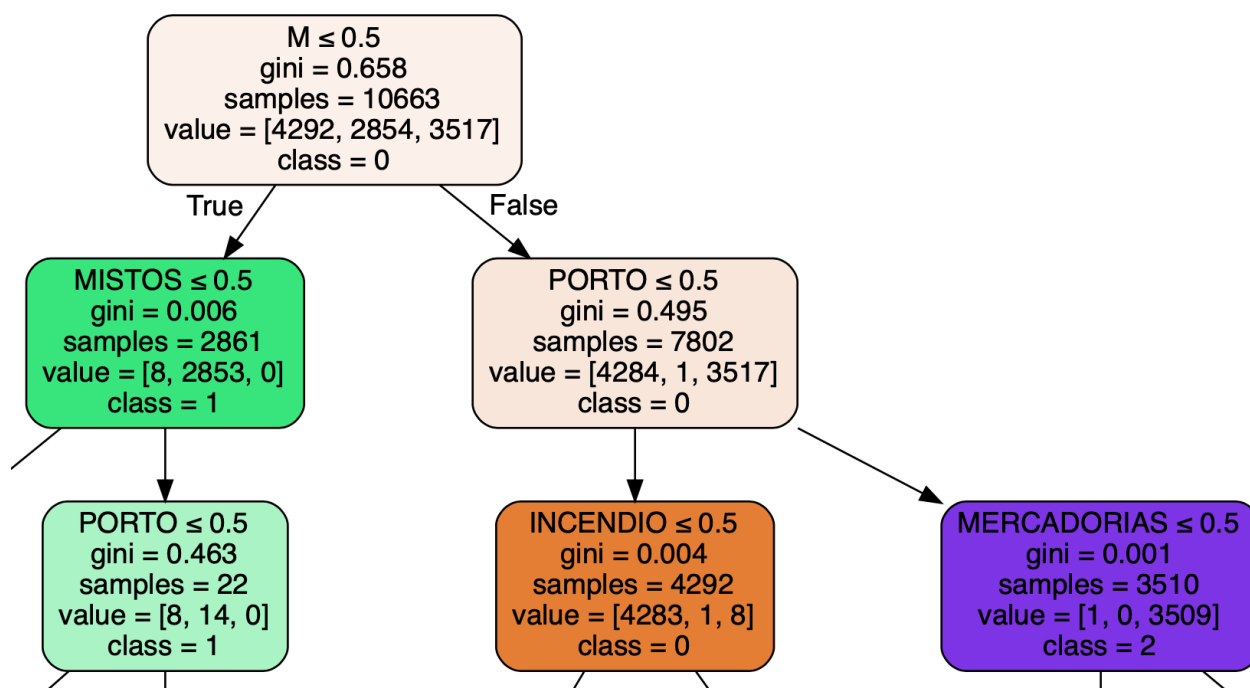 M ≤ 0.5
gini = 0.658
samples = 10663
value = [4292, 2854, 3517]
class = 0
True
False
MISTOS ≤ 0.5
gini = 0.006
samples = 2861
value = [8, 2853, 0]
class = 1
PORTO ≤ 0.5
gini = 0.495
samples = 7802
value = [4284, 1, 3517]
class = 0
PORTO ≤ 0.5
gini = 0.463
samples = 22
value = [8, 14, 0]
class = 1
INCENDIO ≤ 0.5
gini = 0.004
samples = 4292
value = [4283, 1, 8]
class = 0
MERCADORIAS ≤ 0.5
gini = 0.001
samples = 3510
value = [1, 0, 3509]
class = 2